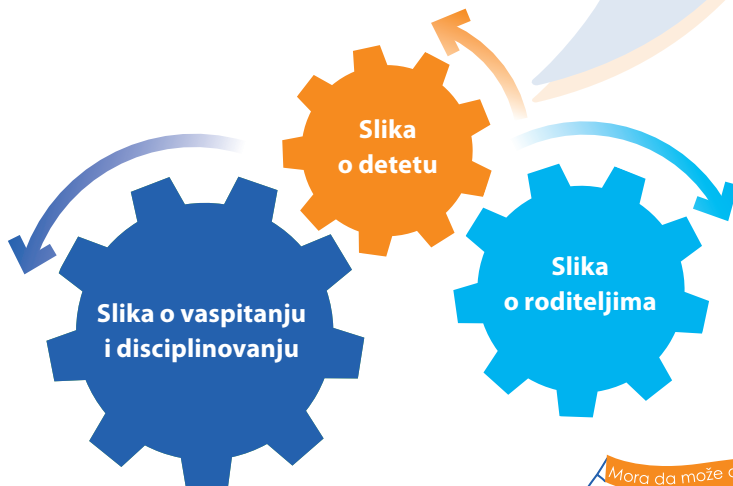 Slika
o detetu
Slika
o roditeljima
Slika o vaspitanju
i disciplinovanju
Mora da može